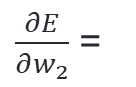 ∂E/∂w₂ =